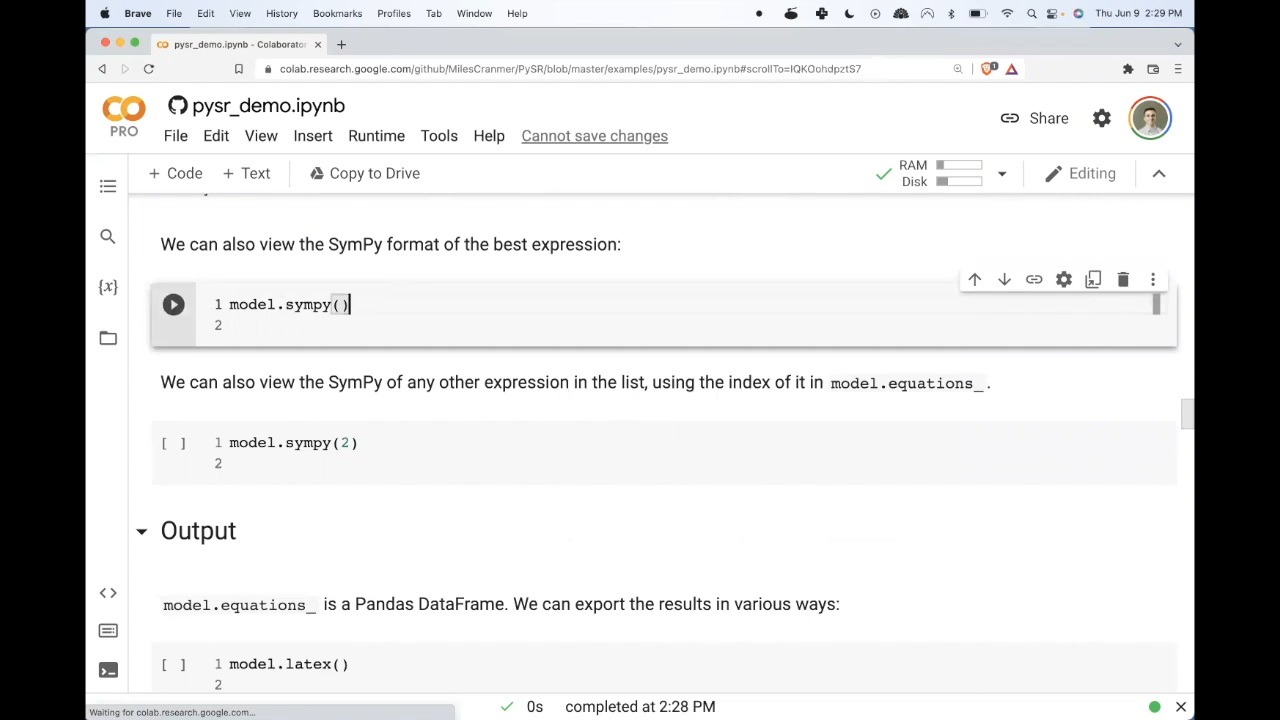 Brave File Edit View History Bookmarks Profiles Tab Window Help Thu Jun 9 2:29 PM
pysr_demo.ipynb - Colaborator
colab.research.google.com/github/MilesCranmer/PySR/blob/master/examples/pysr_demo.ipynb#scrollTo=IQKOohdpztS7
CO
PRO
pysr_demo.ipynb
File Edit View Insert Runtime Tools Help Cannot save changes
Share
+ Code + Text Copy to Drive
RAM
Disk
Editing
We can also view the SymPy format of the best expression:
1 model.sympy()
2
We can also view the SymPy of any other expression in the list, using the index of it in model.equations_.
[ ] 1 model.sympy(2)
2
Output
model.equations_ is a Pandas DataFrame. We can export the results in various ways:
[ ] 1 model.latex()
2
Waiting for colab.research.google.com...
0s completed at 2:28 PM